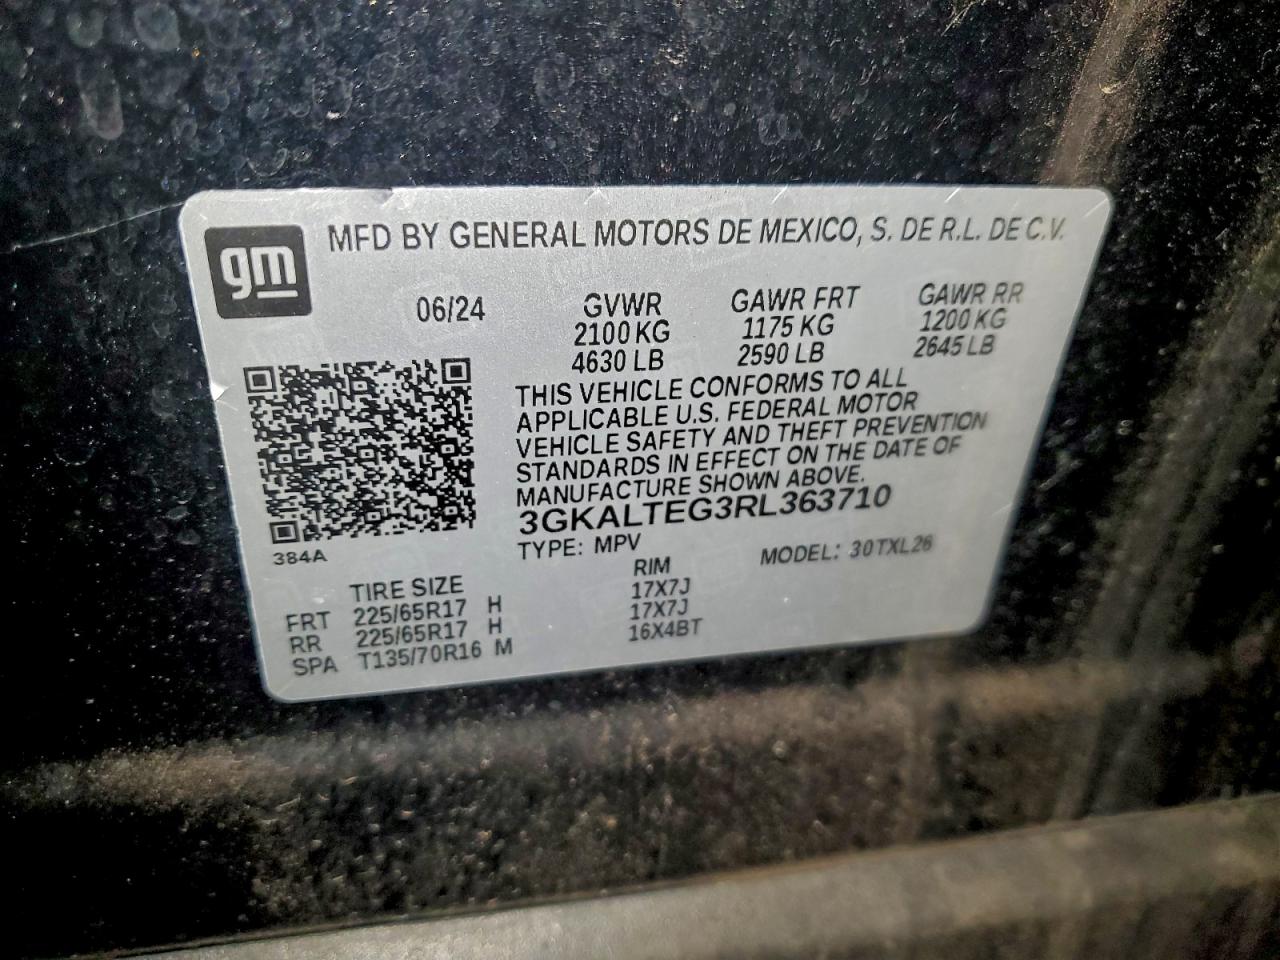 gm
MFD BY GENERAL MOTORS DE MEXICO, S. DE R.L. DE C.V.
06/24 GVWR GAWR FRT GAWR RR
2100 KG 1175 KG 1200 KG
4630 LB 2590 LB 2645 LB
THIS VEHICLE CONFORMS TO ALL
APPLICABLE U.S. FEDERAL MOTOR
VEHICLE SAFETY AND THEFT PREVENTION
STANDARDS IN EFFECT ON THE DATE OF
MANUFACTURE SHOWN ABOVE.
3GKALTEG3RL363710
384A TYPE: MPV MODEL: 30TXL26
TIRE SIZE RIM
FRT 225/65R17 H 17X7J
RR 225/65R17 H 17X7J
SPA T135/70R16 M 16X4BT